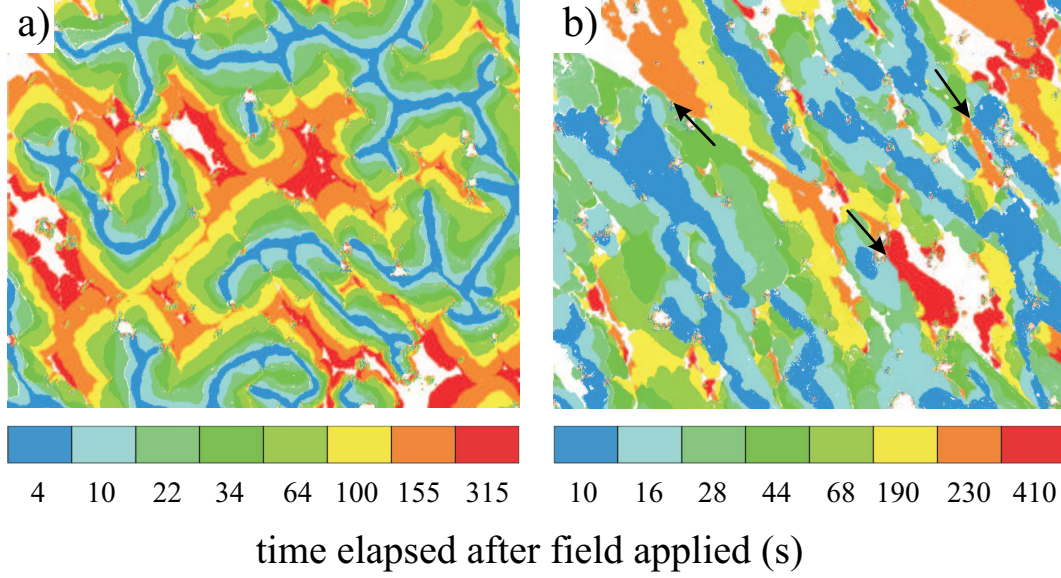 a)
b)
4 10 22 34 64 100 155 315
10 16 28 44 68 190 230 410
time elapsed after field applied (s)